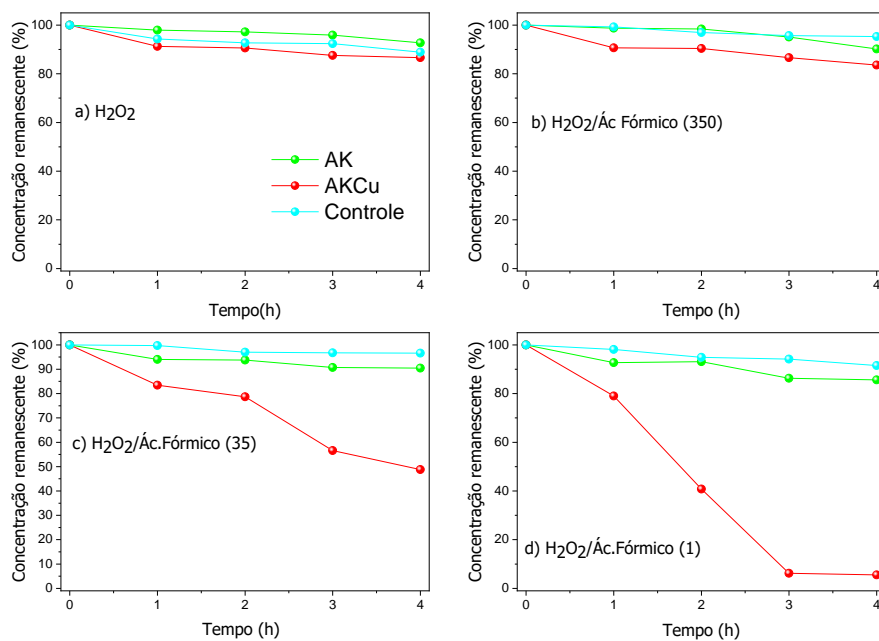 Concentração remanescente (%)
100
80
60
40
20
0
a) H2O2
AK
AKCu
Controle
0 1 2 3 4
Tempo(h)
Concentração remanescente (%)
100
80
60
40
20
0
b) H2O2/Ác Fórmico (350)
0 1 2 3 4
Tempo (h)
Concentração remanescente (%)
100
90
80
70
60
50
40
30
20
10
0
c) H2O2/Ác.Fórmico (35)
0 1 2 3 4
Tempo (h)
Concentração remanescente (%)
100
80
60
40
20
0
d) H2O2/Ác.Fórmico (1)
0 1 2 3 4
Tempo (h)